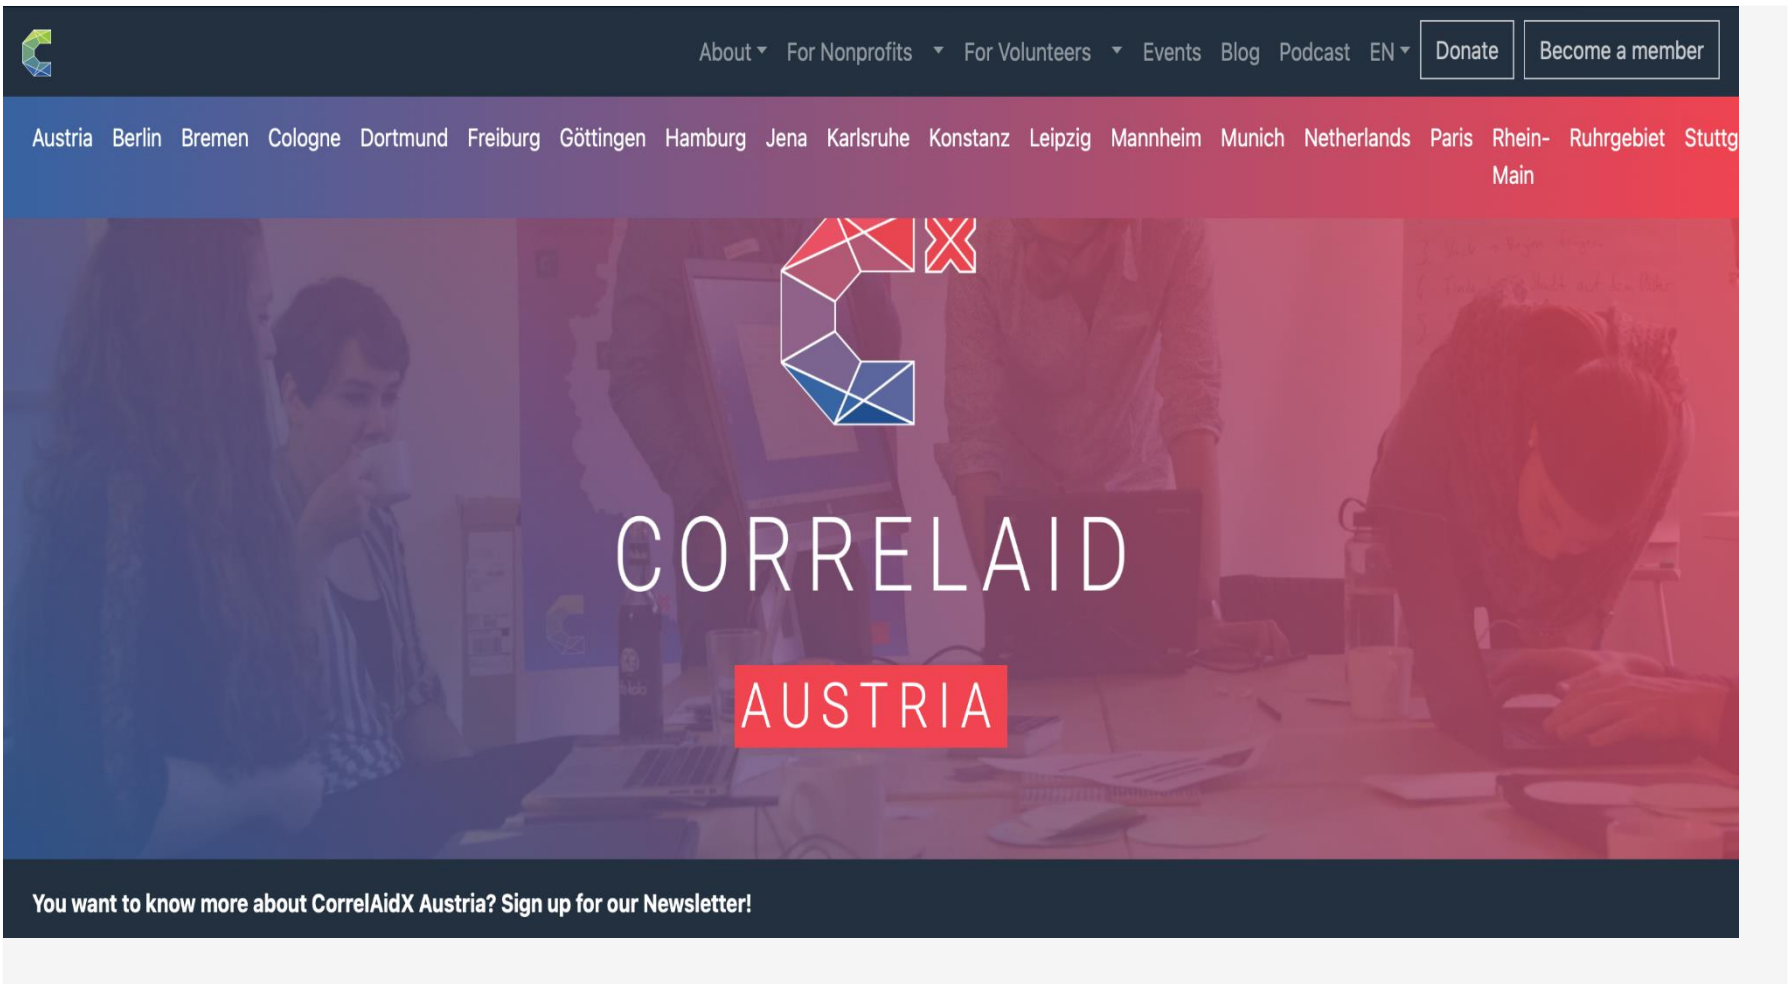 About For Nonprofits For Volunteers Events Blog Podcast EN Donate Become a member
Austria Berlin Bremen Cologne Dortmund Freiburg Göttingen Hamburg Jena Karlsruhe Konstanz Leipzig Mannheim Munich Netherlands Paris Rhein- Ruhrgebiet Stuttg
Main
X
CORRELAID
AUSTRIA
You want to know more about CorrelAidX Austria? Sign up for our Newsletter!